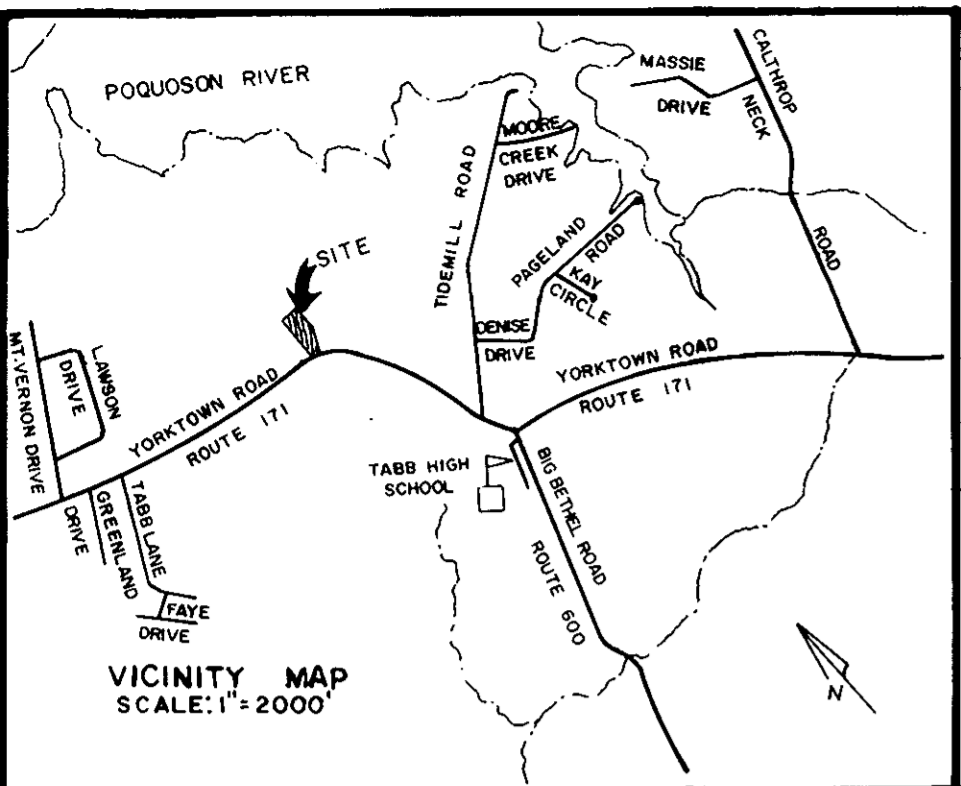 POQUOSON RIVER
MASSIE
DRIVE
CALTHROP
NECK
ROAD
MOORE
CREEK
DRIVE
TIDEMILL ROAD
PAGELAND
ROAD
KAY
CIRCLE
DENISE
DRIVE
SITE
MT. VERNON DRIVE
LAWSON
DRIVE
YORKTOWN ROAD
ROUTE 171
YORKTOWN ROAD
ROUTE 171
TABB HIGH
SCHOOL
BIG BETHEL ROAD
ROUTE 600
GREENLAND
DRIVE
TABB LANE
FAYE
DRIVE
VICINITY MAP
SCALE: 1"=2000'
N